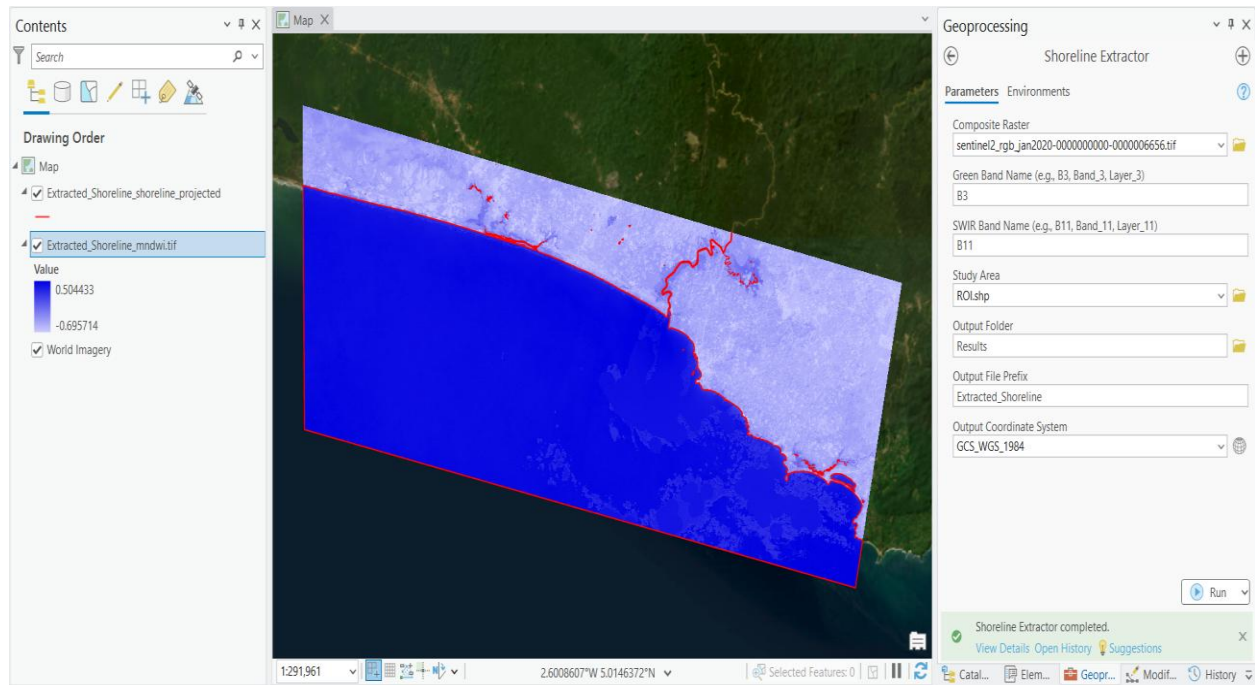 Contents
Search
Drawing Order
Map
Extracted_Shoreline_shoreline_projected
Extracted_Shoreline_mndwi.tif
Value
0.504433
-0.695714
World Imagery
Map
1:291,961
2.6008607°W 5.0146372°N
Selected Features: 0
Geoprocessing
Shoreline Extractor
Parameters Environments
Composite Raster
sentinel2_rgb_jan2020-0000000000-0000006656.tif
Green Band Name (e.g., B3, Band_3, Layer_3)
B3
SWIR Band Name (e.g., B11, Band_11, Layer_11)
B11
Study Area
ROI.shp
Output Folder
Results
Output File Prefix
Extracted_Shoreline
Output Coordinate System
GCS_WGS_1984
Run
Shoreline Extractor completed.
View Details Open History Suggestions
Catal... Elem... Geopr... Modif... History